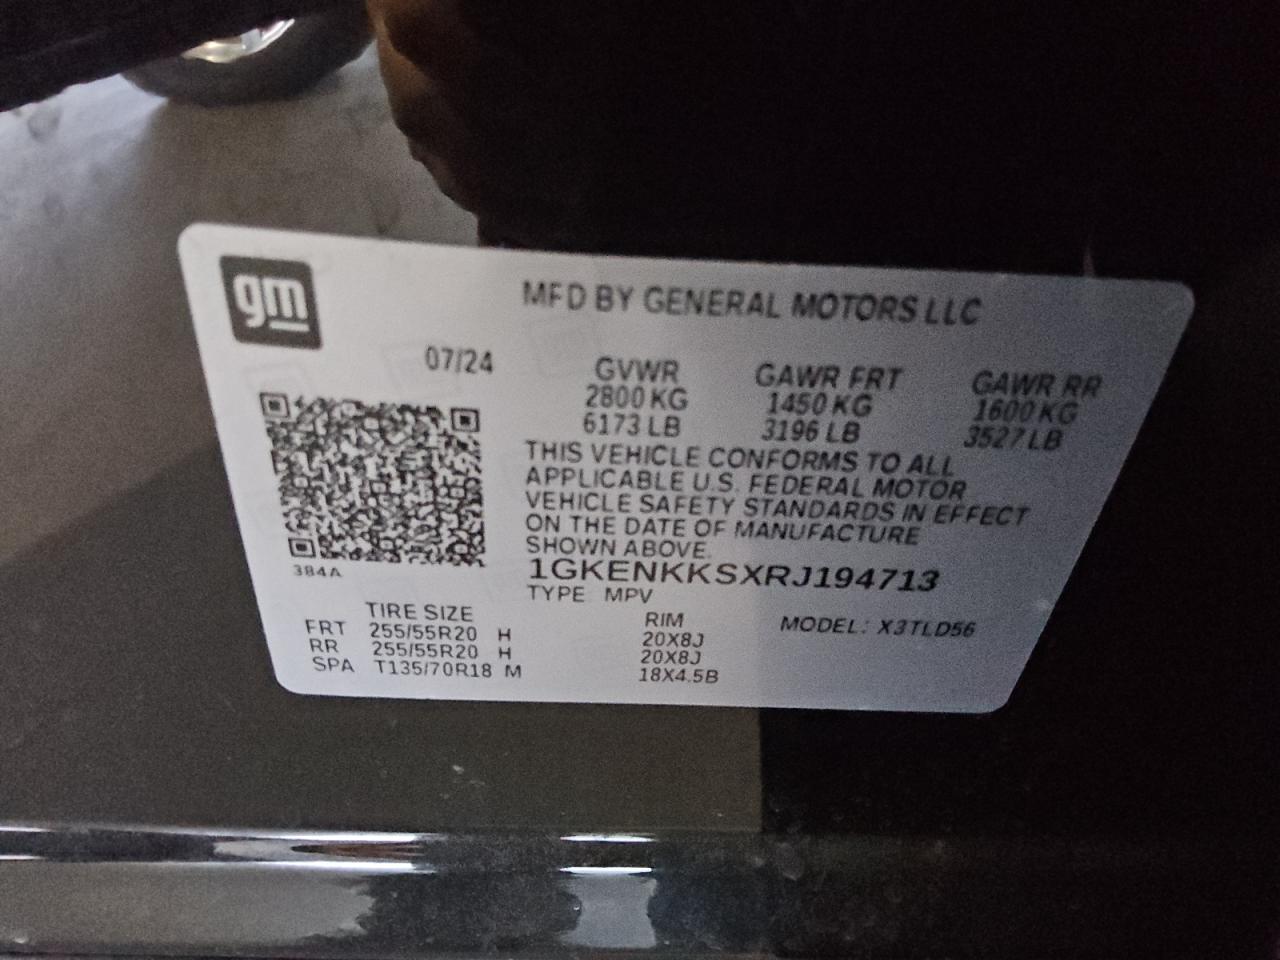 gm
MFD BY GENERAL MOTORS LLC
07/24
GVWR GAWR FRT GAWR RR
2800 KG 1450 KG 1600 KG
6173 LB 3196 LB 3527 LB
THIS VEHICLE CONFORMS TO ALL
APPLICABLE U.S. FEDERAL MOTOR
VEHICLE SAFETY STANDARDS IN EFFECT
ON THE DATE OF MANUFACTURE
SHOWN ABOVE.
1GKENKKSXRJ194713
TYPE MPV
384A
TIRE SIZE RIM MODEL: X3TLD56
FRT 255/55R20 H 20X8J
RR 255/55R20 H 20X8J
SPA T135/70R18 M 18X4.5B